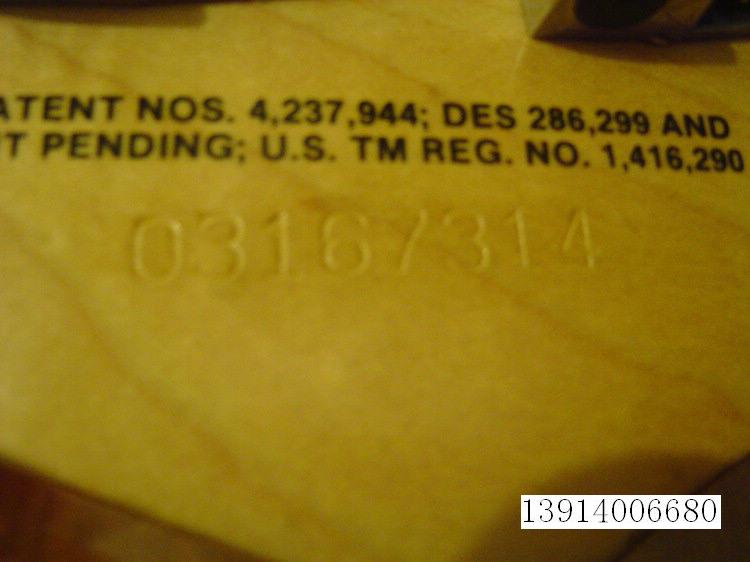 ATENT NOS. 4,237,944; DES 286,299 AND
T PENDING; U.S. TM REG. NO. 1,416,290
03167314
13914006680